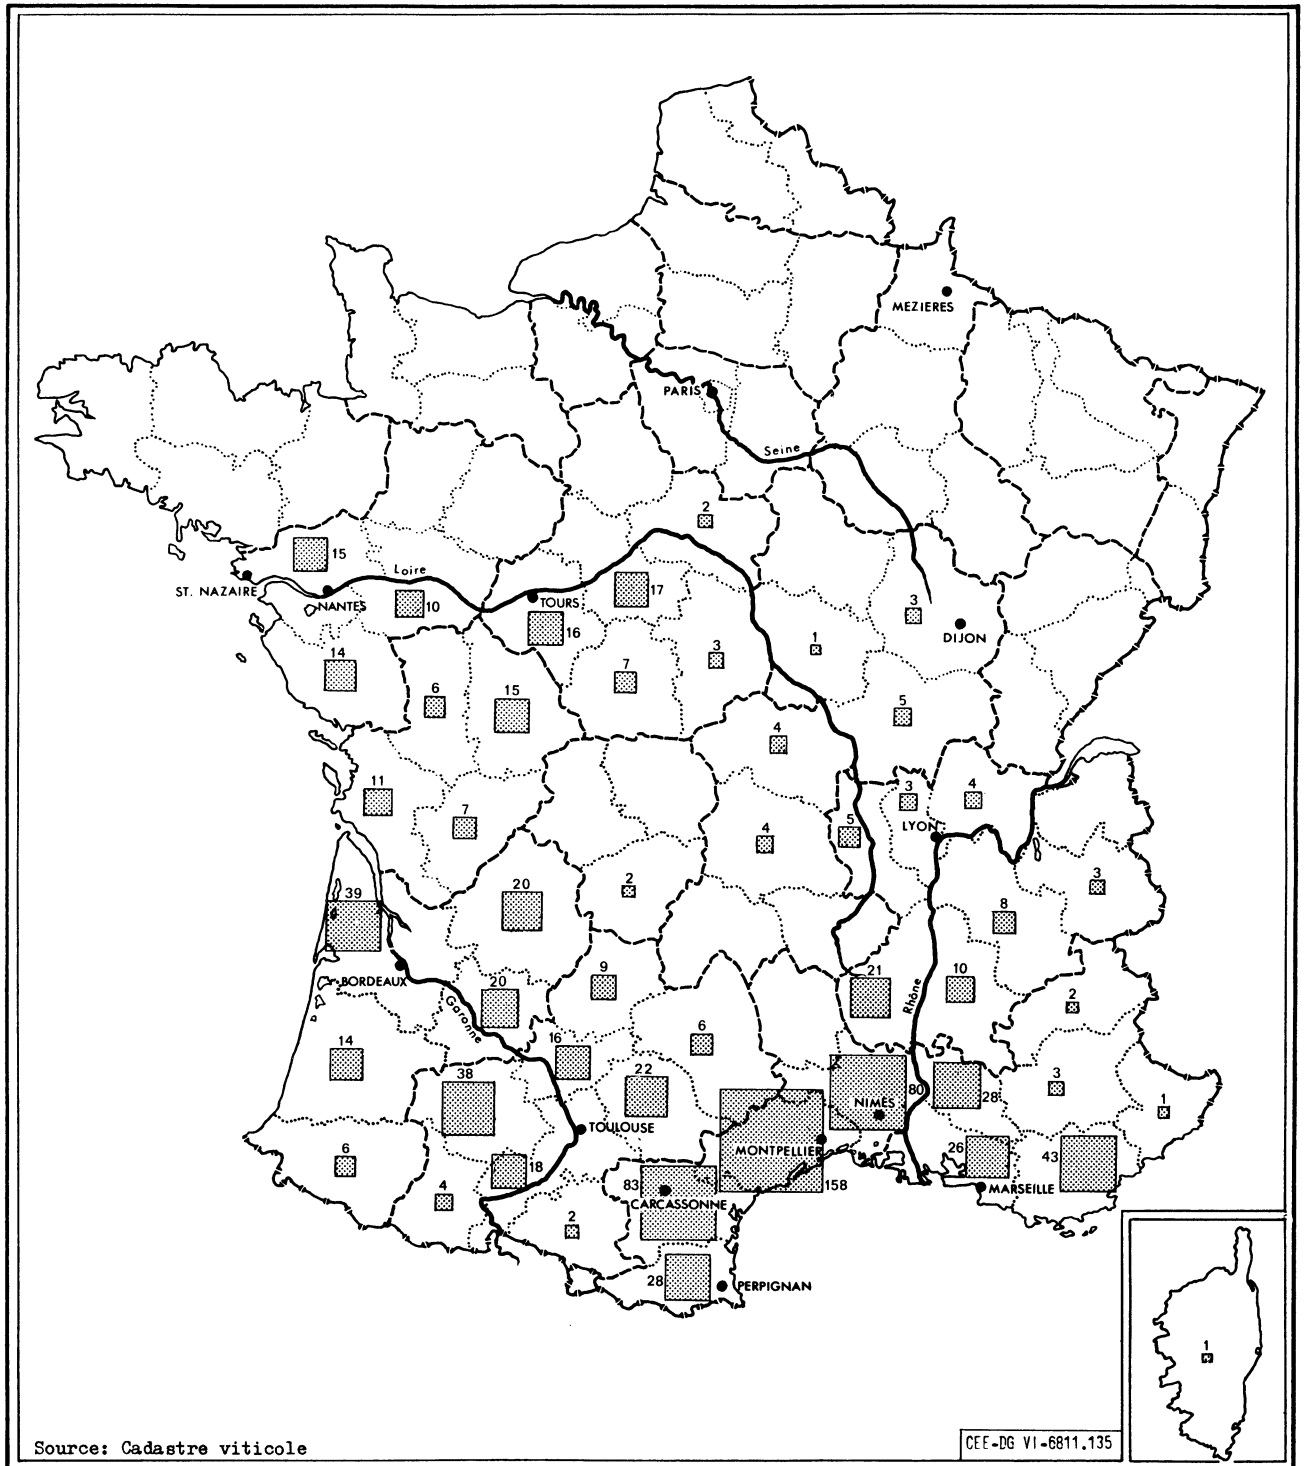 MEZIERES
PARIS
Seine
2
15
Loire
ST. NAZAIRE
NANTES
10
TOURS
17
16
3
DIJON
1
14
7
3
6
15
5
4
11
7
3
4
5
LYON
4
39
20
2
3
8
BORDEAUX
20
9
21
10
Rhône
2
Garonne
14
16
6
38
22
80
28
3
NIMES
1
TOULOUSE
MONTPELLIER
26
43
6
18
83
158
MARSEILLE
4
CARCASSONNE
2
28
PERPIGNAN
1
Source: Cadastre viticole
CEE-DG VI-6811.135